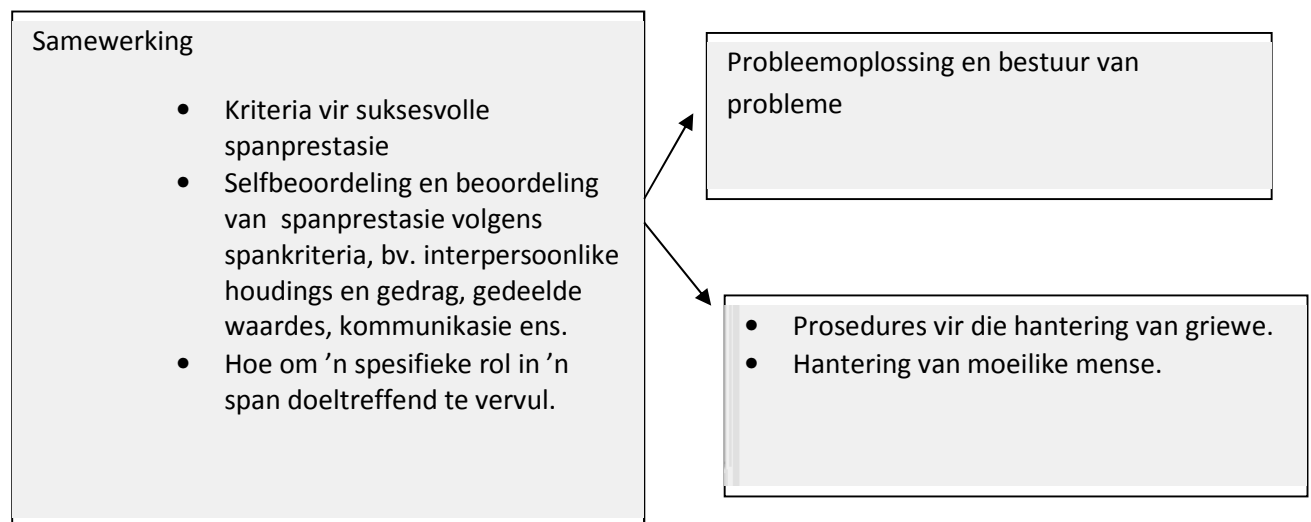 Samewerking
• Kriteria vir suksesvolle
spanprestasie
• Selfbeoordeling en beoordeling
van spanprestasie volgens
spankriteria, bv. interpersoonlike
houdings en gedrag, gedeelde
waardes, kommunikasie ens.
• Hoe om ’n spesifieke rol in ’n
span doeltreffend te vervul.
Probleemoplossing en bestuur van
probleme
• Prosedures vir die hantering van griewe.
• Hantering van moeilike mense.